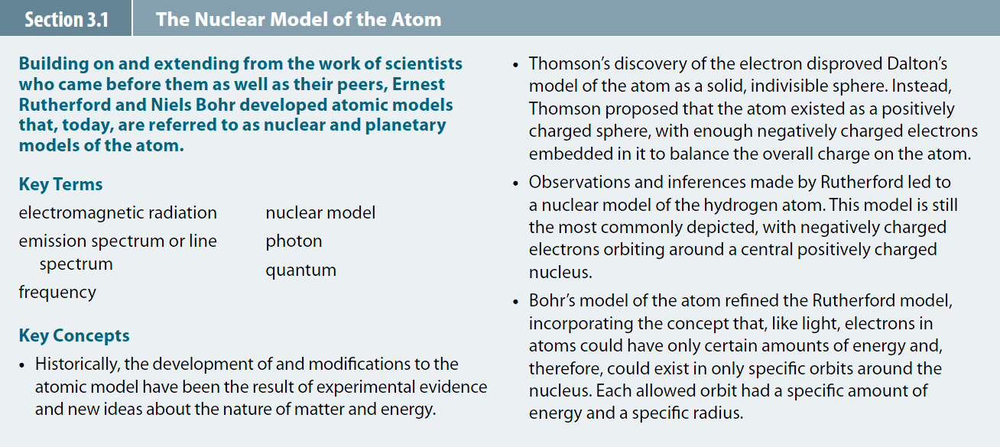 Section 3.1
The Nuclear Model of the Atom
Building on and extending from the work of scientists
who came before them as well as their peers, Ernest
Rutherford and Niels Bohr developed atomic models
that, today, are referred to as nuclear and planetary
models of the atom.
Key Terms
electromagnetic radiation
emission spectrum or line
spectrum
frequency
nuclear model
photon
quantum
Key Concepts
• Historically, the development of and modifications to the
atomic model have been the result of experimental evidence
and new ideas about the nature of matter and energy.
• Thomson’s discovery of the electron disproved Dalton’s
model of the atom as a solid, indivisible sphere. Instead,
Thomson proposed that the atom existed as a positively
charged sphere, with enough negatively charged electrons
embedded in it to balance the overall charge on the atom.
• Observations and inferences made by Rutherford led to
a nuclear model of the hydrogen atom. This model is still
the most commonly depicted, with negatively charged
electrons orbiting around a central positively charged
nucleus.
• Bohr’s model of the atom refined the Rutherford model,
incorporating the concept that, like light, electrons in
atoms could have only certain amounts of energy and,
therefore, could exist in only specific orbits around the
nucleus. Each allowed orbit had a specific amount of
energy and a specific radius.